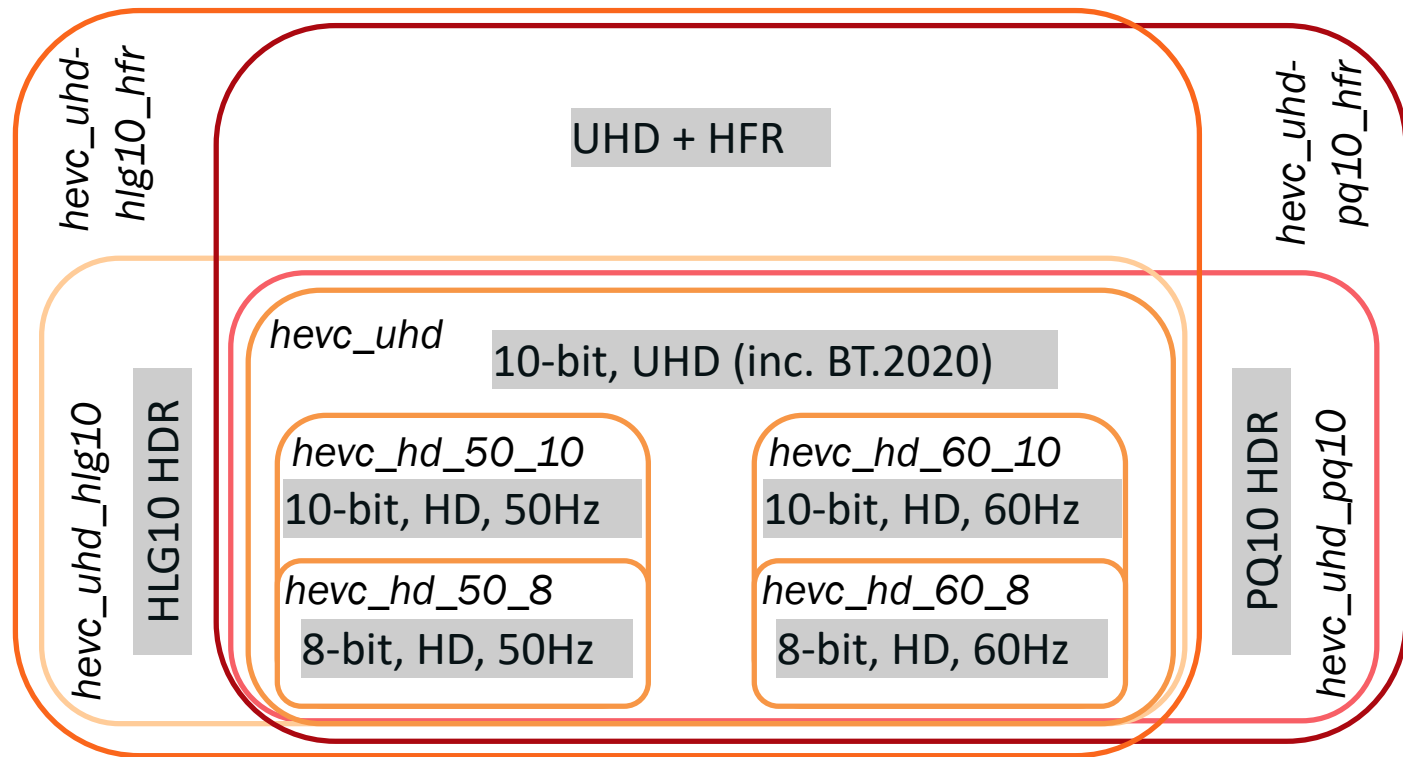 hevc_uhd-
hlg10_hfr
UHD + HFR
hevc_uhd-
pq10_hfr
hevc_uhd
10-bit, UHD (inc. BT.2020)
hevc_uhd_hlg10
HLG10 HDR
hevc_hd_50_10
10-bit, HD, 50Hz
hevc_hd_50_8
8-bit, HD, 50Hz
hevc_hd_60_10
10-bit, HD, 60Hz
hevc_hd_60_8
8-bit, HD, 60Hz
PQ10 HDR
hevc_uhd_pq10